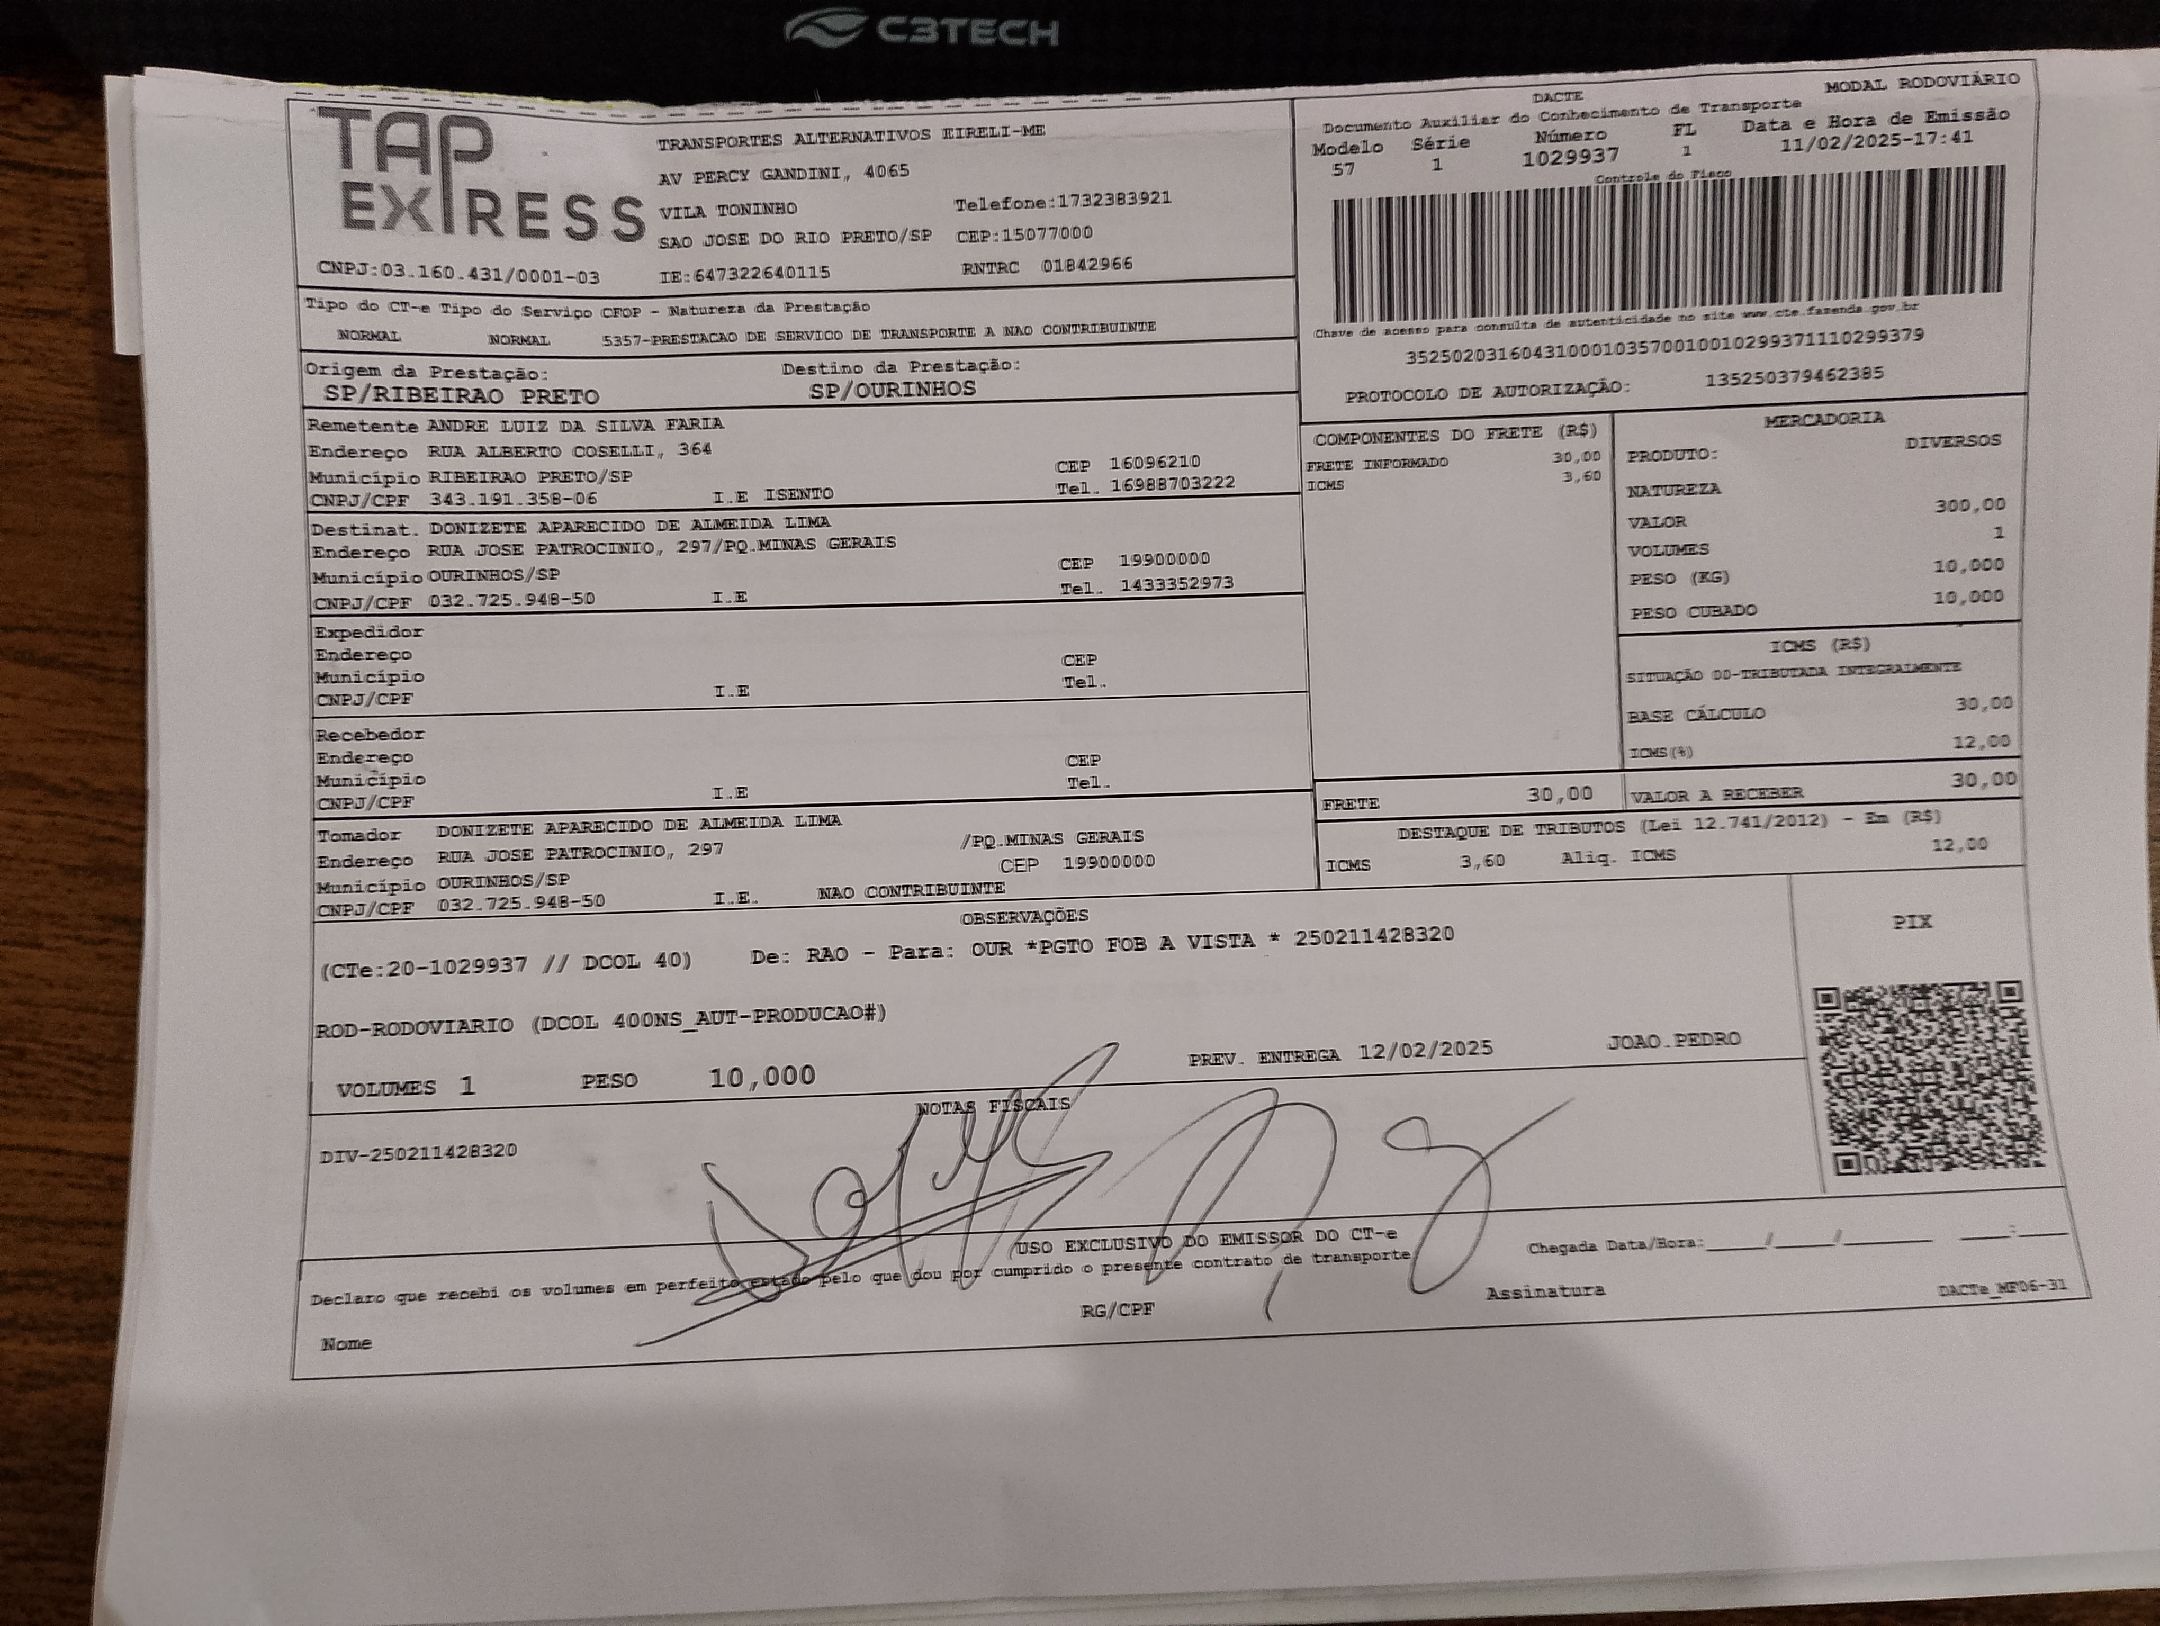 C3TECH
TAP EXPRESS
TRANSPORTES ALTERNATIVOS EIRELI-ME
AV PERCY GANDINI, 4065
VILA TONINHO Telefone:1732383921
SAO JOSE DO RIO PRETO/SP CEP:15077000
CNPJ:03.160.431/0001-03 IE:647322640115 RNTRC 01842966
DACTE MODAL RODOVIÁRIO
Documento Auxiliar do Conhecimento de Transporte
Modelo Série Número FL Data e Hora de Emissão
57 1 1029937 1 11/02/2025-17:41
Controle do Fisco
Chave de acesso para consulta de autenticidade no site www.cte.fazenda.gov.br
35250203160431000103570010010299371110299379
PROTOCOLO DE AUTORIZAÇÃO: 135250379462385
Tipo do CT-e Tipo do Serviço CFOP - Natureza da Prestação
NORMAL NORMAL 5357-PRESTACAO DE SERVICO DE TRANSPORTE A NAO CONTRIBUINTE
Origem da Prestação: Destino da Prestação:
SP/RIBEIRAO PRETO SP/OURINHOS
Remetente ANDRE LUIZ DA SILVA FARIA
Endereço RUA ALBERTO COSELLI, 364
Município RIBEIRAO PRETO/SP CEP 16096210
CNPJ/CPF 343.191.358-06 I.E ISENTO Tel. 16988703222
Destinat. DONIZETE APARECIDO DE ALMEIDA LIMA
Endereço RUA JOSE PATROCINIO, 297/PQ.MINAS GERAIS
Município OURINHOS/SP CEP 19900000
CNPJ/CPF 032.725.948-50 I.E Tel. 1433352973
Expedidor
Endereço
Município CEP
CNPJ/CPF I.E Tel.
Recebedor
Endereço
Município CEP
CNPJ/CPF I.E Tel.
Tomador DONIZETE APARECIDO DE ALMEIDA LIMA
Endereço RUA JOSE PATROCINIO, 297 /PQ.MINAS GERAIS
Município OURINHOS/SP CEP 19900000
CNPJ/CPF 032.725.948-50 I.E. NAO CONTRIBUINTE
COMPONENTES DO FRETE (R$)
FRETE INFORMADO 30,00
ICMS 3,60
MERCADORIA
PRODUTO: DIVERSOS
NATUREZA
VALOR 300,00
VOLUMES 1
PESO (KG) 10,000
PESO CUBADO 10,000
ICMS (R$)
SITUAÇÃO 00-TRIBUTADA INTEGRALMENTE
BASE CÁLCULO 30,00
ICMS(%) 12,00
FRETE 30,00 VALOR A RECEBER 30,00
DESTAQUE DE TRIBUTOS (Lei 12.741/2012) - Em (R$)
ICMS 3,60 Aliq. ICMS 12,00
OBSERVAÇÕES
(CTe:20-1029937 // DCOL 40) De: RAO - Para: OUR *PGTO FOB A VISTA * 250211428320
PIX
ROD-RODOVIARIO (DCOL 400NS_AUT-PRODUCAO#)
VOLUMES 1 PESO 10,000 PREV. ENTREGA 12/02/2025 JOAO.PEDRO
NOTAS FISCAIS
DIV-250211428320
USO EXCLUSIVO DO EMISSOR DO CT-e
Declaro que recebi os volumes em perfeito estado pelo que dou por cumprido o presente contrato de transporte
Chegada Data/Hora:_____/_____/________ ____:____
Nome RG/CPF Assinatura DACTe_MF06-31